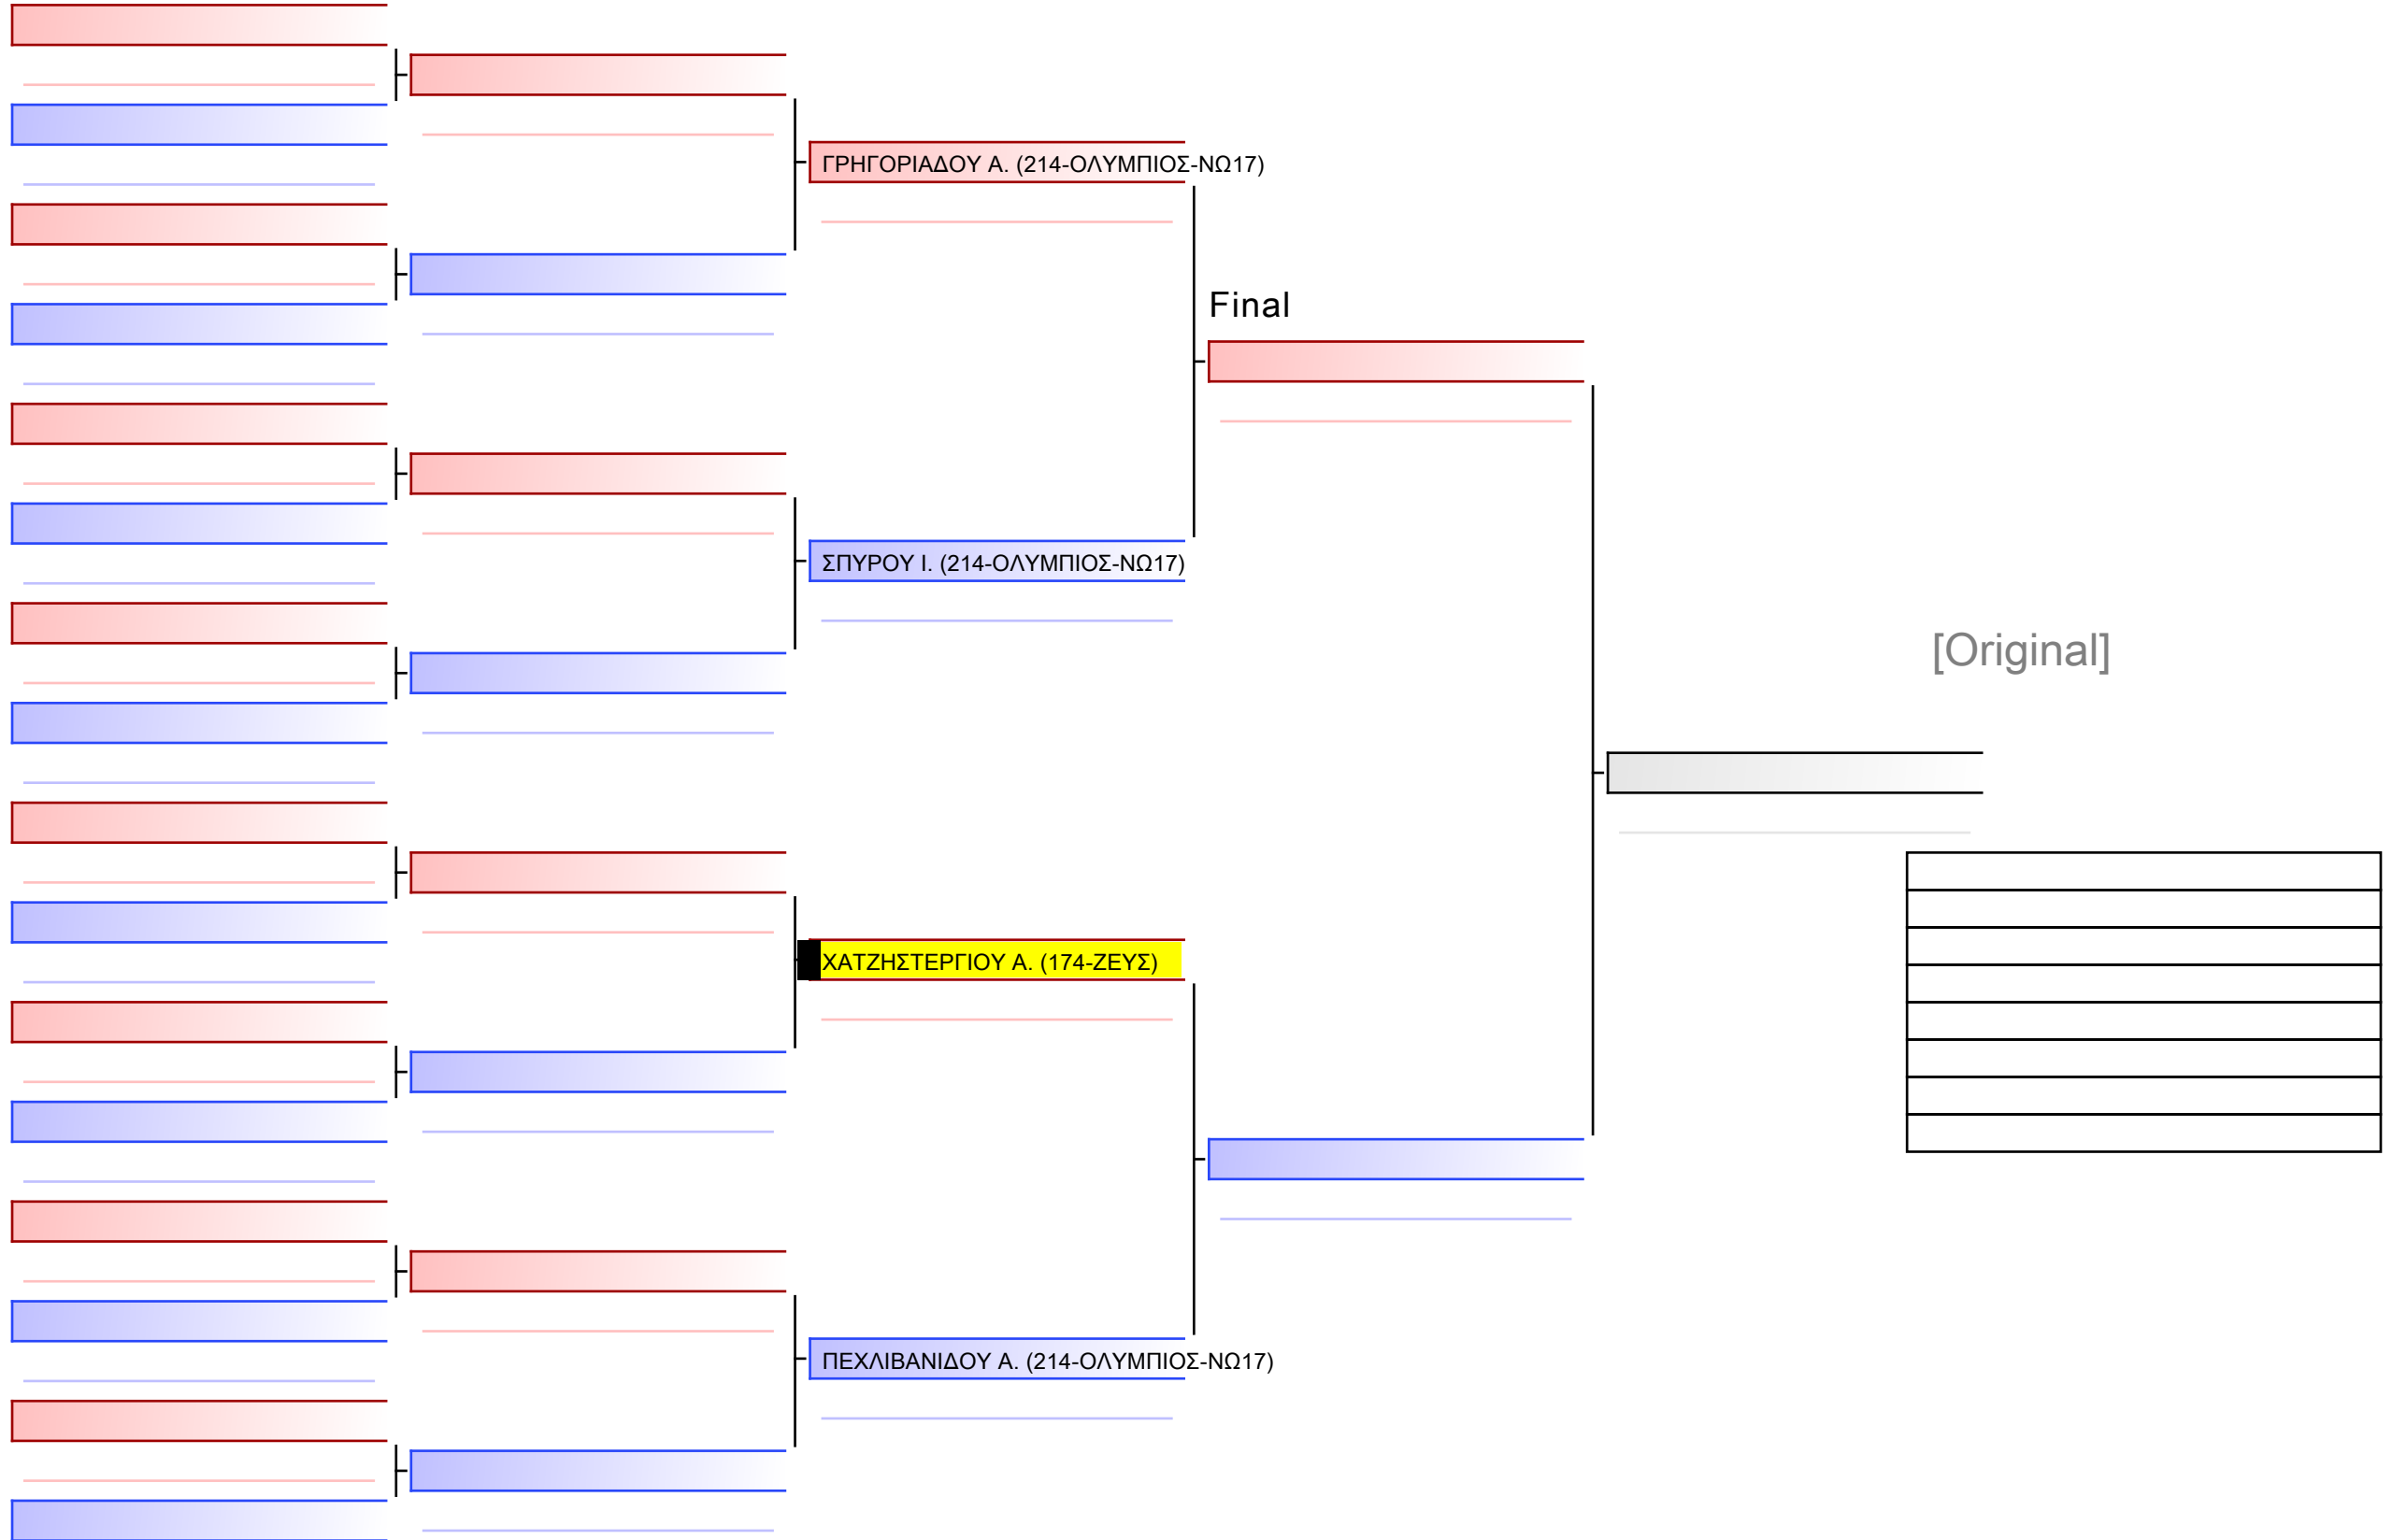 ΓΡΗΓΟΡΙΑΔΟΥ Α. (214-ΟΛΥΜΠΙΟΣ-ΝΩ17)
Final
ΣΠΥΡΟΥ Ι. (214-ΟΛΥΜΠΙΟΣ-ΝΩ17)
[Original]
ΧΑΤΖΗΣΤΕΡΓΙΟΥ Α. (174-ΖΕΥΣ)
ΠΕΧΛΙΒΑΝΙΔΟΥ Α. (214-ΟΛΥΜΠΙΟΣ-ΝΩ17)